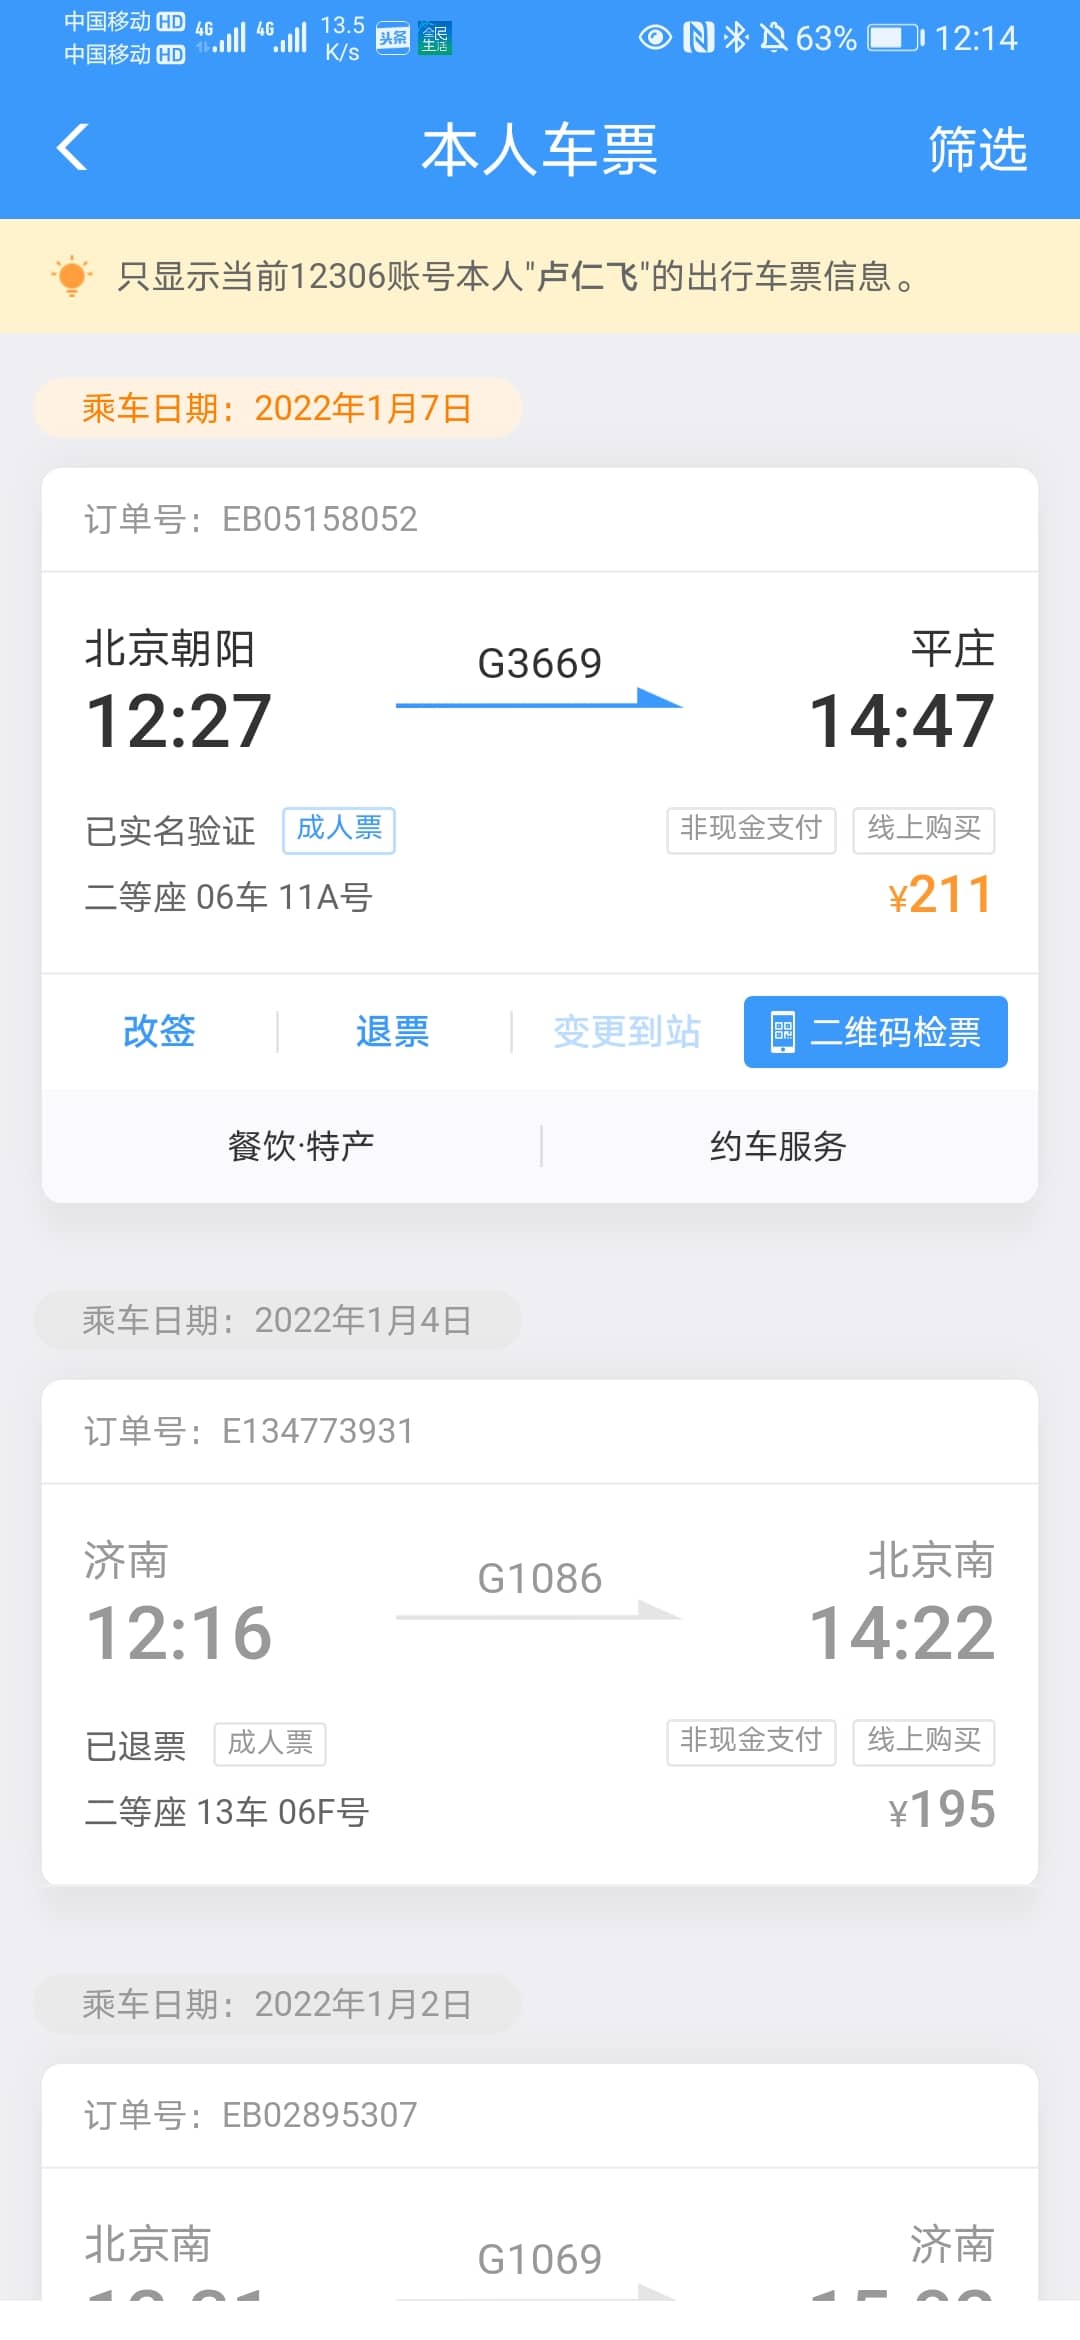 中国移动 HD 4G 4G 13.5 K/s 头条 全民生活 63% 12:14
中国移动 HD
本人车票 筛选
只显示当前12306账号本人"卢仁飞"的出行车票信息。
乘车日期：2022年1月7日
订单号：EB05158052
北京朝阳 G3669 平庄
12:27 14:47
已实名验证 成人票 非现金支付 线上购买
二等座 06车 11A号 ¥211
改签 退票 变更到站 二维码检票
餐饮·特产 约车服务
乘车日期：2022年1月4日
订单号：E134773931
济南 G1086 北京南
12:16 14:22
已退票 成人票 非现金支付 线上购买
二等座 13车 06F号 ¥195
乘车日期：2022年1月2日
订单号：EB02895307
北京南 G1069 济南